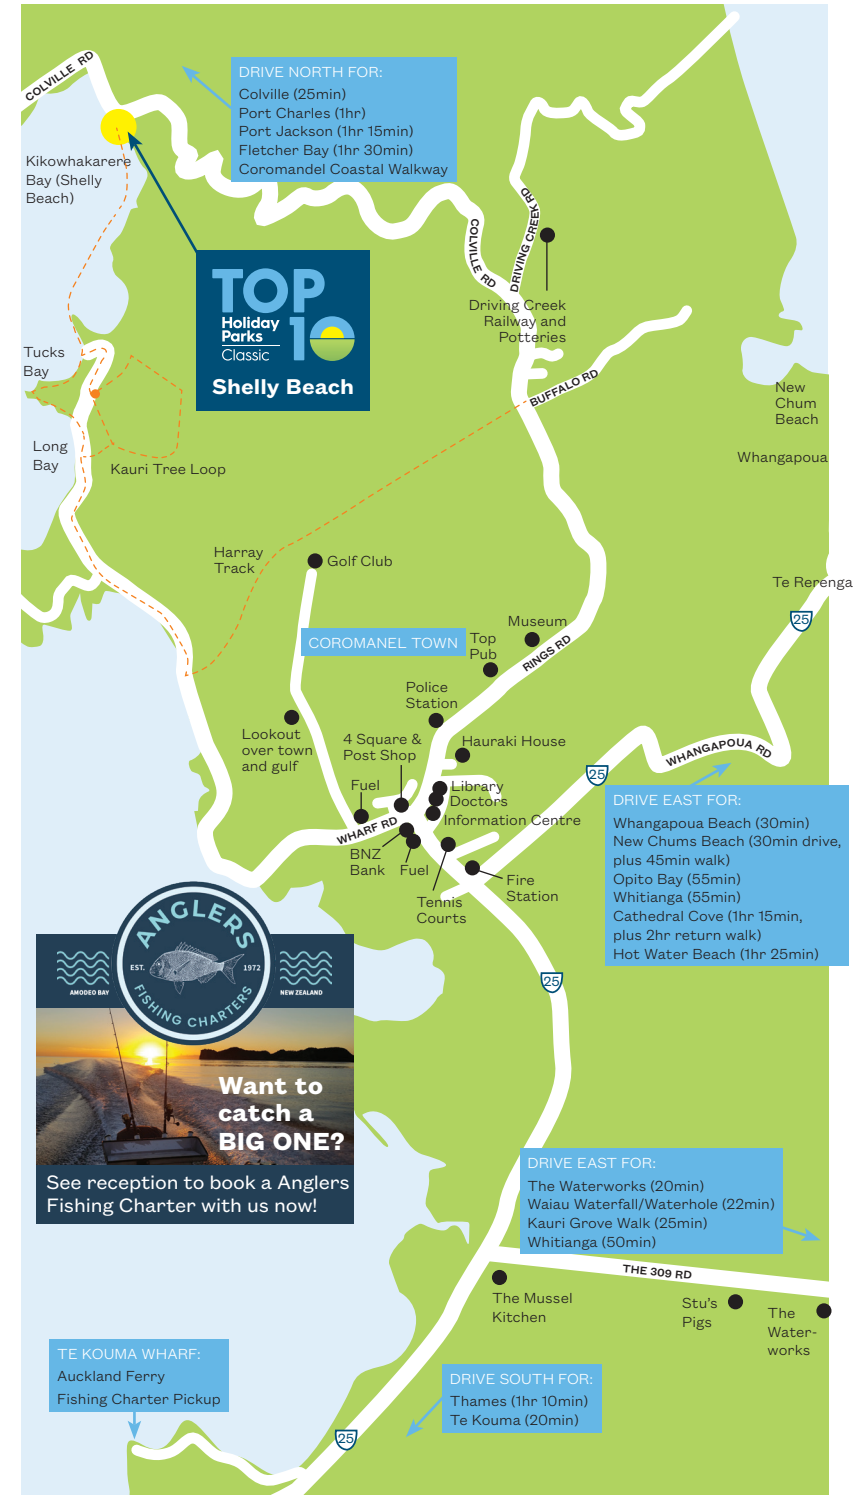 COLVILLE RD
DRIVE NORTH FOR:
Colville (25min)
Port Charles (1hr)
Port Jackson (1hr 15min)
Fletcher Bay (1hr 30min)
Coromandel Coastal Walkway
Kikowhakarere
Bay (Shelly
Beach)
COLVILLE RD
DRIVING CREEK RD
TOP
10
Holiday
Parks
Classic
Shelly Beach
Driving Creek
Railway and
Potteries
Tucks
Bay
BUFFALO RD
New
Chum
Beach
Long
Bay
Kauri Tree Loop
Whangapoua
Harray
Track
Golf Club
Te Rerenga
25
COROMANEL TOWN
Museum
Top
Pub
RINGS RD
Police
Station
Lookout
over town
and gulf
4 Square &
Post Shop
Hauraki House
WHANGAPOUA RD
25
Fuel
Library
Doctors
Information Centre
WHARF RD
BNZ
Bank
Fuel
Tennis
Courts
Fire
Station
DRIVE EAST FOR:
Whangapoua Beach (30min)
New Chums Beach (30min drive,
plus 45min walk)
Opito Bay (55min)
Whitianga (55min)
Cathedral Cove (1hr 15min,
plus 2hr return walk)
Hot Water Beach (1hr 25min)
25
ANGLERS
EST.
1972
AMODEO BAY
NEW ZEALAND
FISHING CHARTERS
Want to
catch a
BIG ONE?
See reception to book a Anglers
Fishing Charter with us now!
DRIVE EAST FOR:
The Waterworks (20min)
Waiau Waterfall/Waterhole (22min)
Kauri Grove Walk (25min)
Whitianga (50min)
THE 309 RD
The Mussel
Kitchen
Stu's
Pigs
The
Water-
works
TE KOUMA WHARF:
Auckland Ferry
Fishing Charter Pickup
DRIVE SOUTH FOR:
Thames (1hr 10min)
Te Kouma (20min)
25